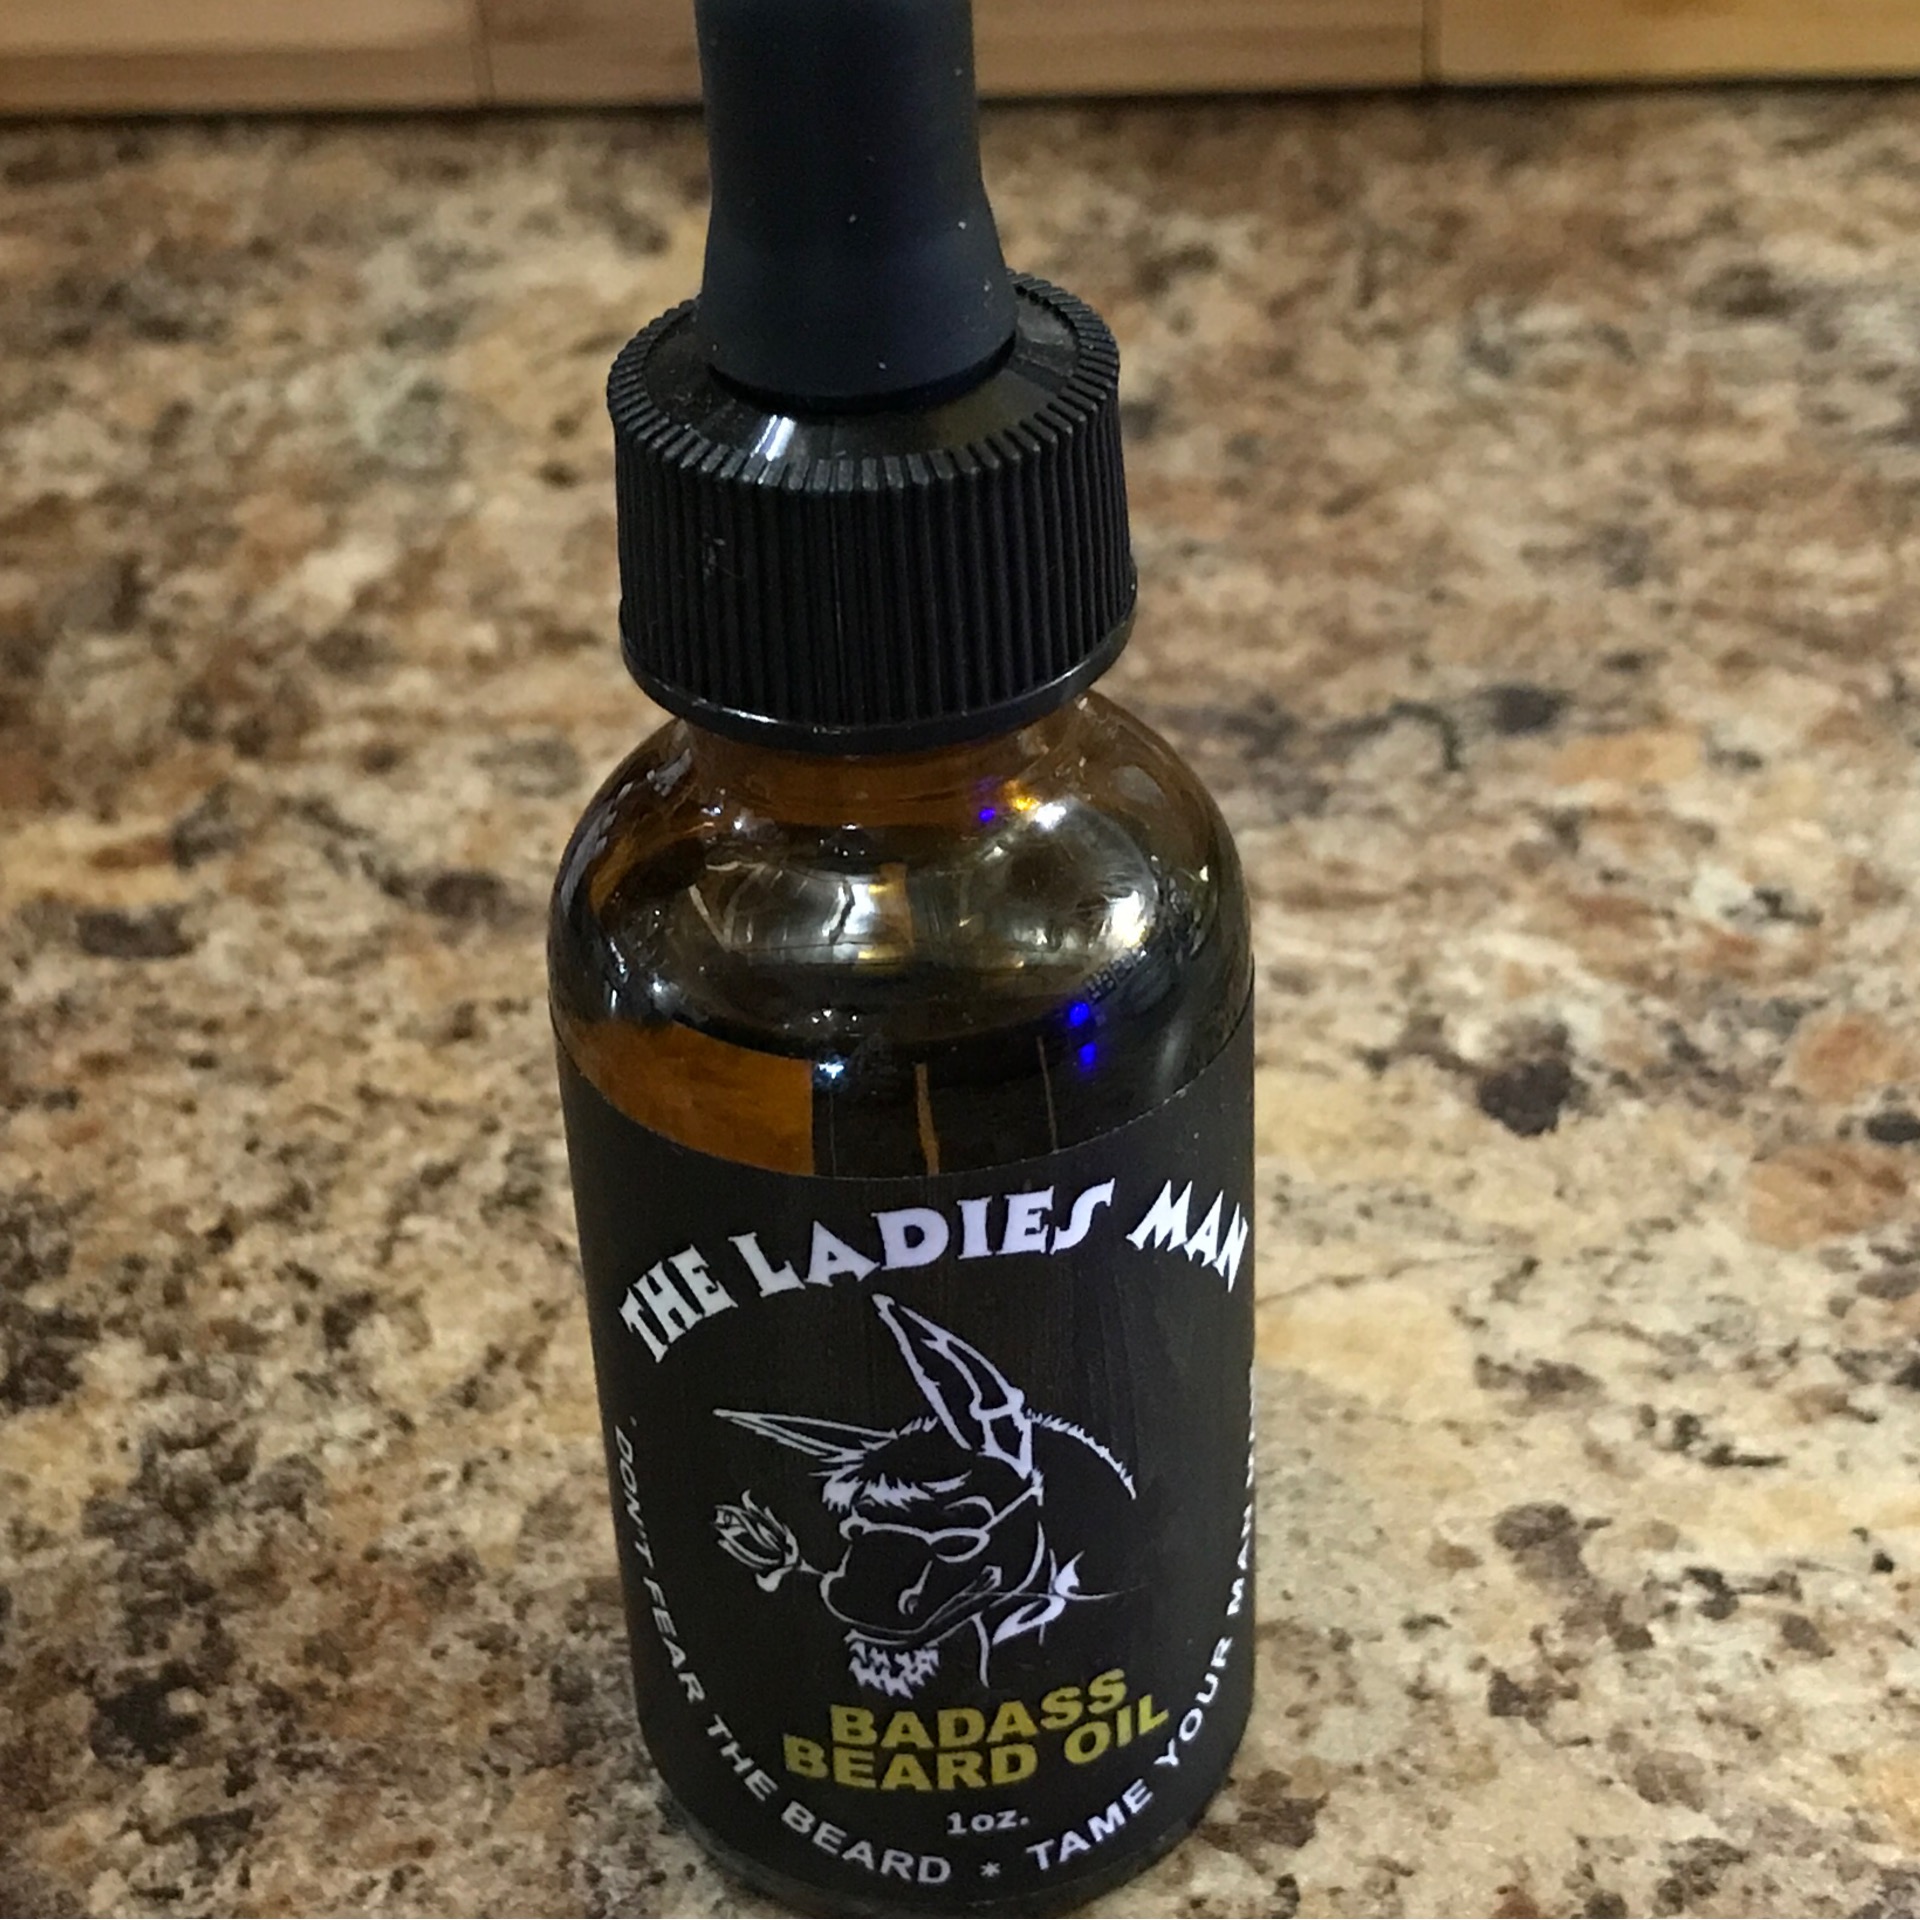 THE LADIES MAN
BADASS
BEARD OIL
1oz.
DON'T FEAR THE BEARD * TAME YOUR MAN